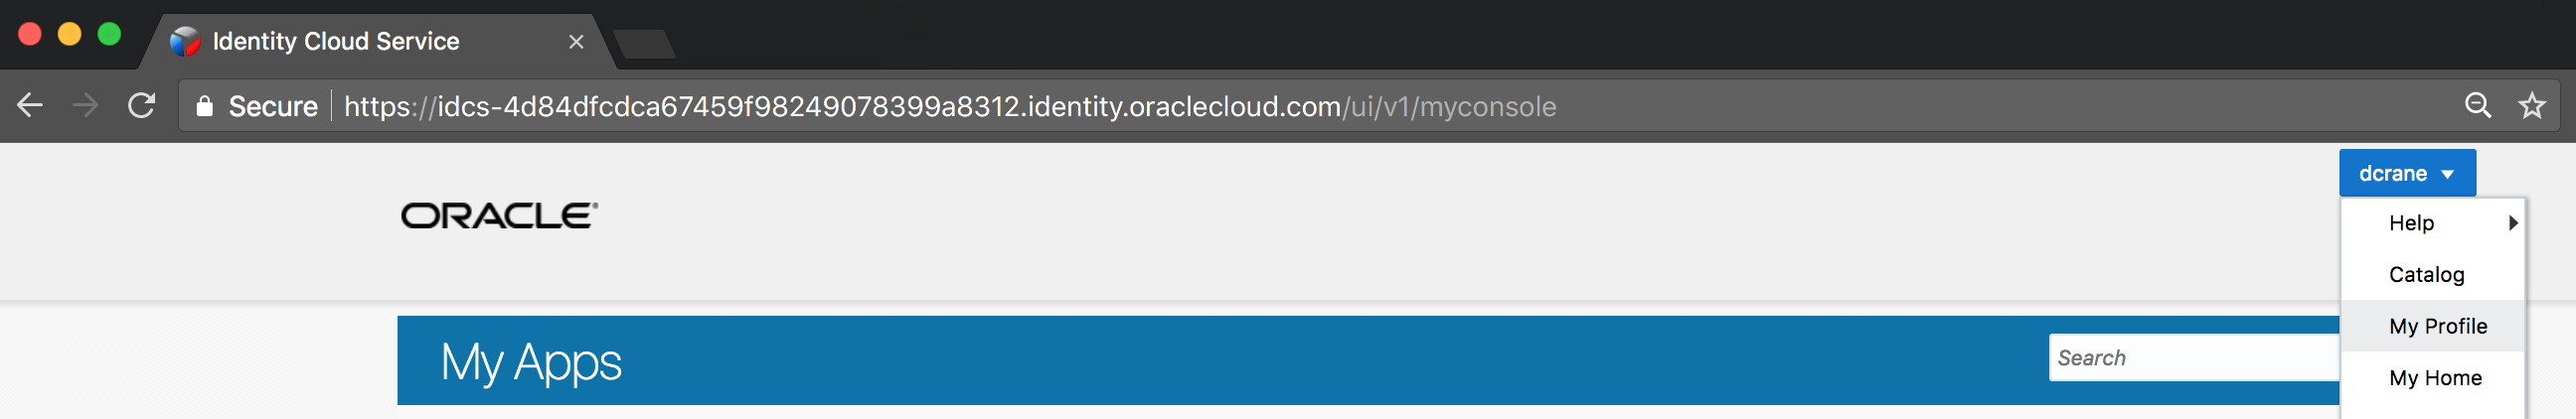 Identity Cloud Service
Secure https://idcs-4d84dfcdca67459f98249078399a8312.identity.oraclecloud.com/ui/v1/myconsole
dcrane
ORACLE®
Help
Catalog
My Profile
My Apps
Search
My Home